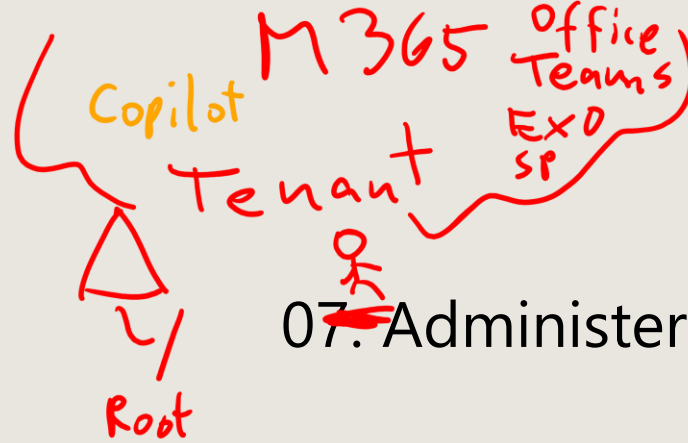 M365
Office
Teams
EXO
SP
Copilot
Tenant
07. Administer
Root